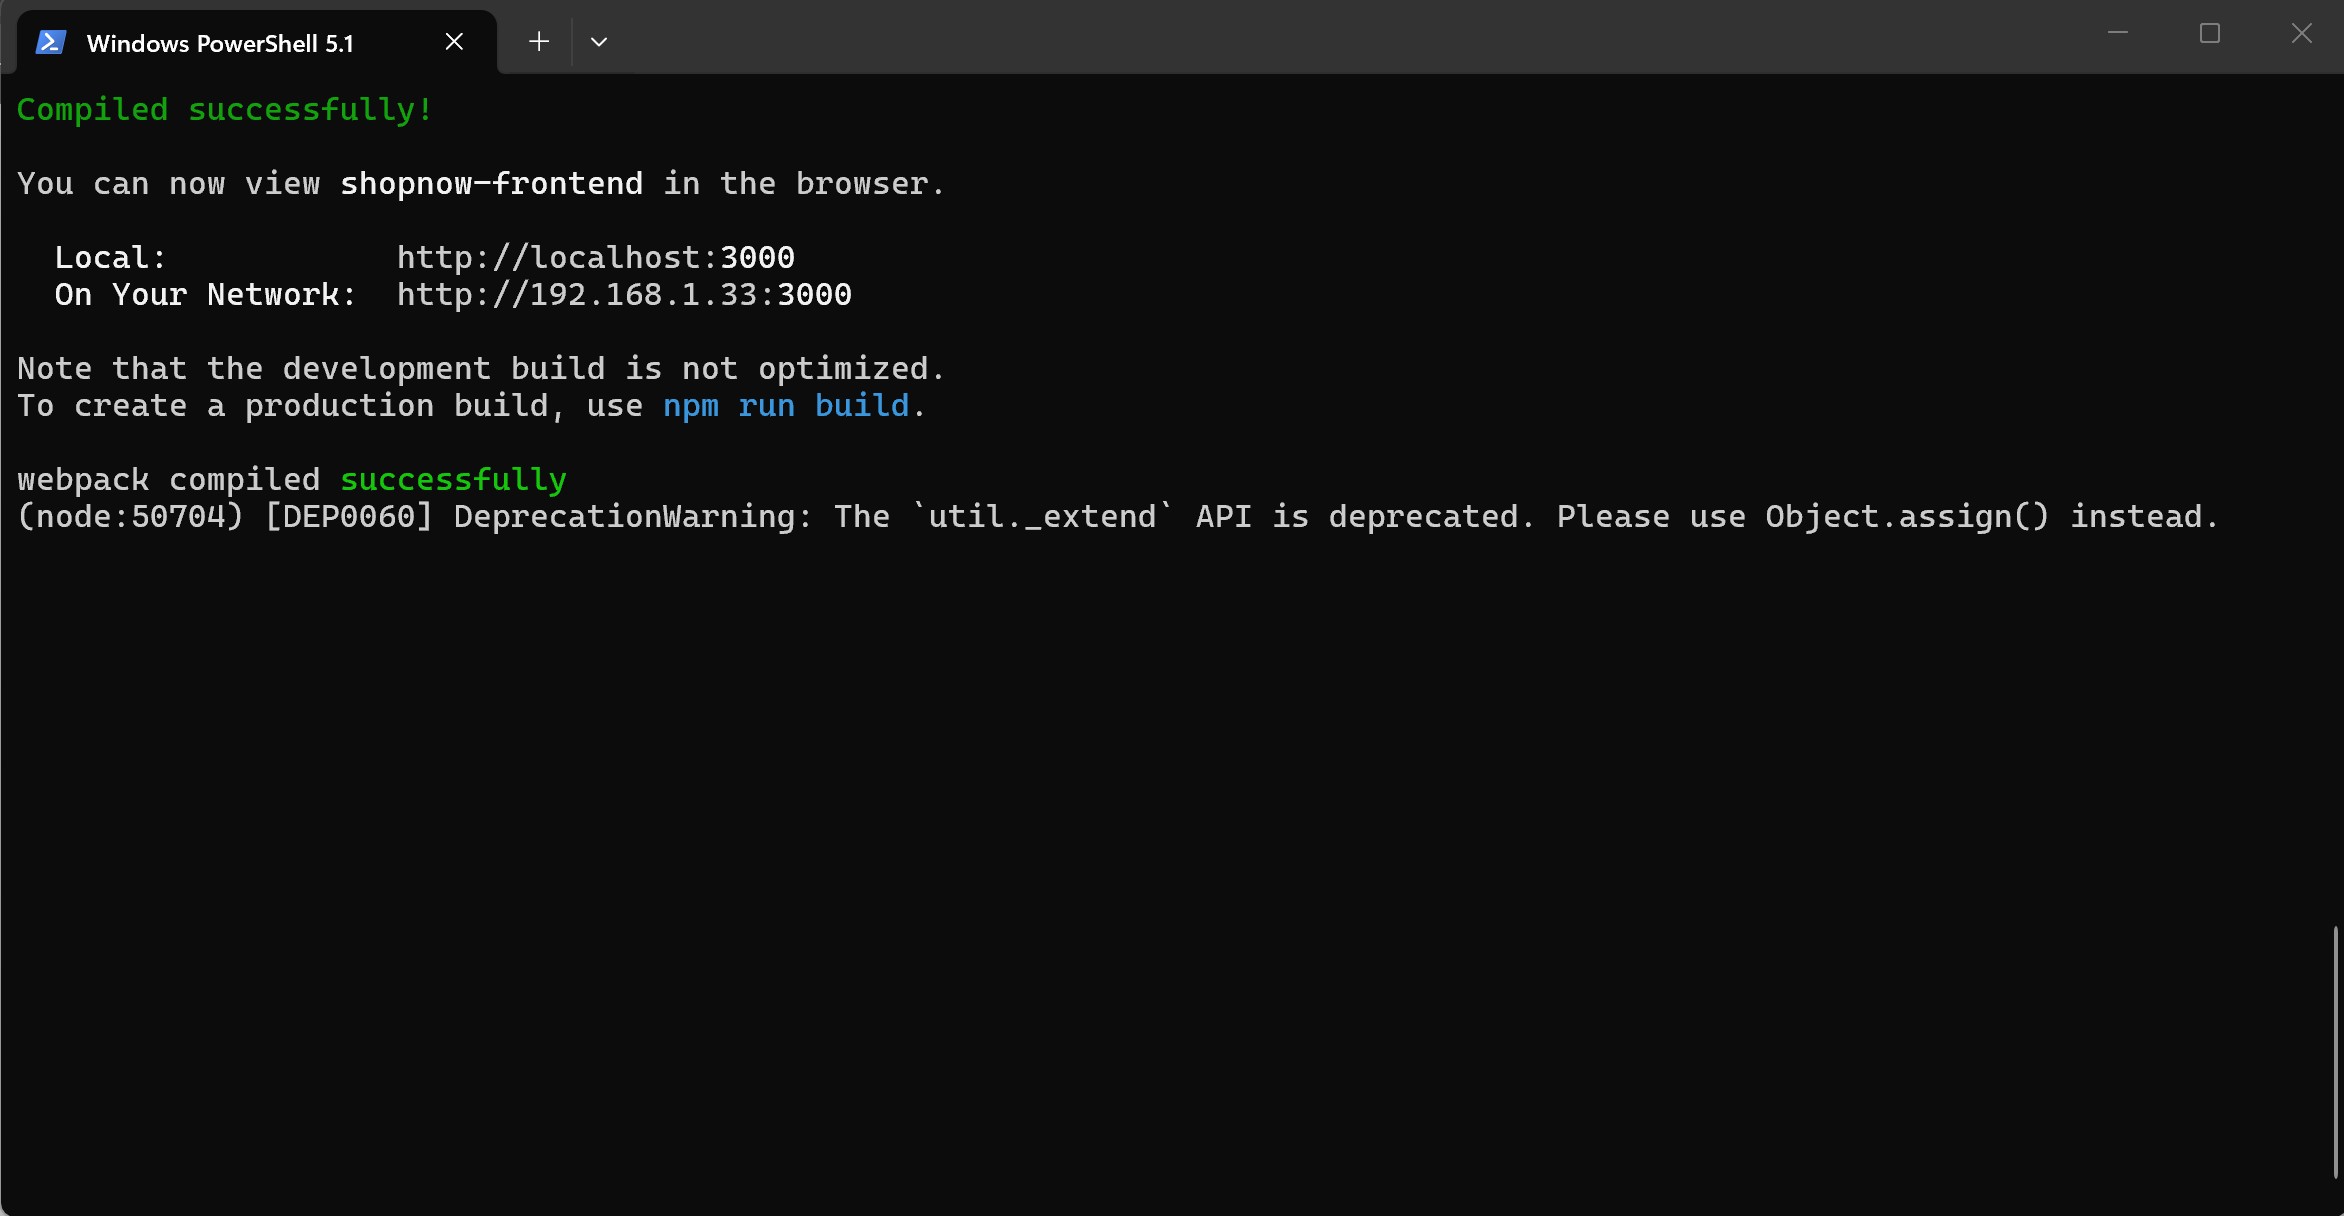 Windows PowerShell 5.1
Compiled successfully!
You can now view shopnow-frontend in the browser.
Local: http://localhost:3000
On Your Network: http://192.168.1.33:3000
Note that the development build is not optimized.
To create a production build, use npm run build.
webpack compiled successfully
(node:50704) [DEP0060] DeprecationWarning: The `util._extend` API is deprecated. Please use Object.assign() instead.